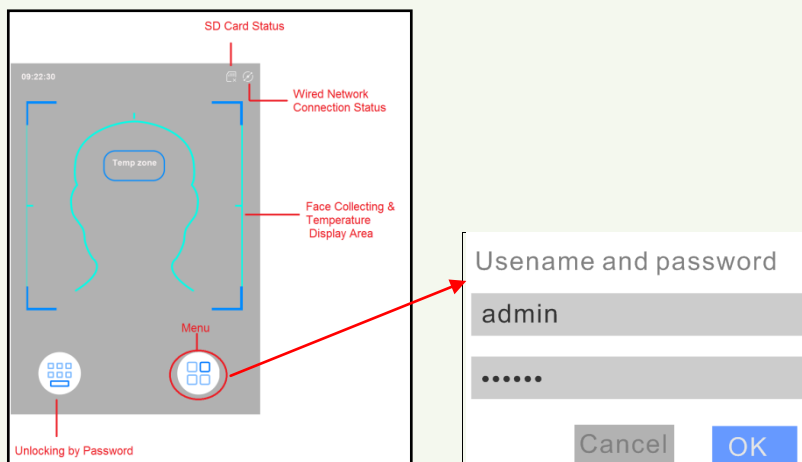 SD Card Status
09:22:30
Wired Network
Connection Status
Temp zone
Face Collecting &
Temperature
Display Area
Menu
Unlocking by Password
Usename and password
admin
••••••
Cancel
OK